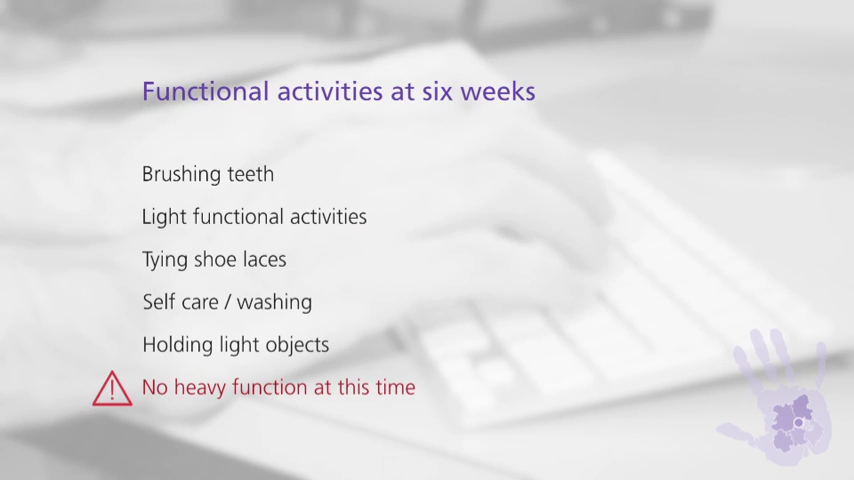 Functional activities at six weeks
Brushing teeth
Light functional activities
Tying shoe laces
Self care / washing
Holding light objects
No heavy function at this time